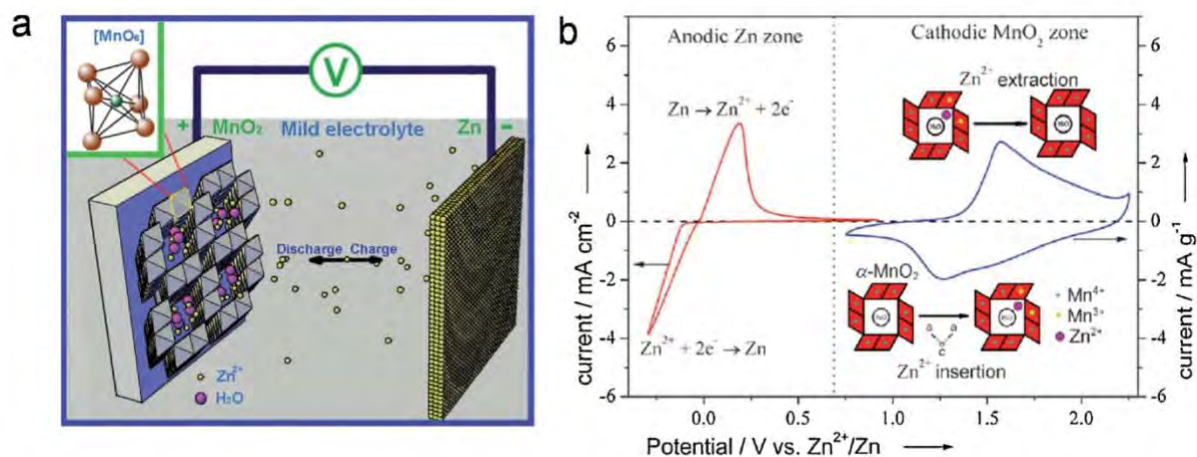 a
[MnO₆]
V
+ MnO₂ Mild electrolyte Zn -
Discharge Charge
Zn²⁺
H₂O
b
Anodic Zn zone
Cathodic MnO₂ zone
Zn → Zn²⁺ + 2e⁻
Zn²⁺ extraction
α-MnO₂
Mn⁴⁺
Mn³⁺
Zn²⁺
a a
c
Zn²⁺ + 2e⁻ → Zn
Zn²⁺ insertion
6
4
2
0
-2
-4
-6
current / mA cm⁻²
6
4
2
0
-2
-4
-6
current / mA g⁻¹
0.0 0.5 1.0 1.5 2.0
Potential / V vs. Zn²⁺/Zn